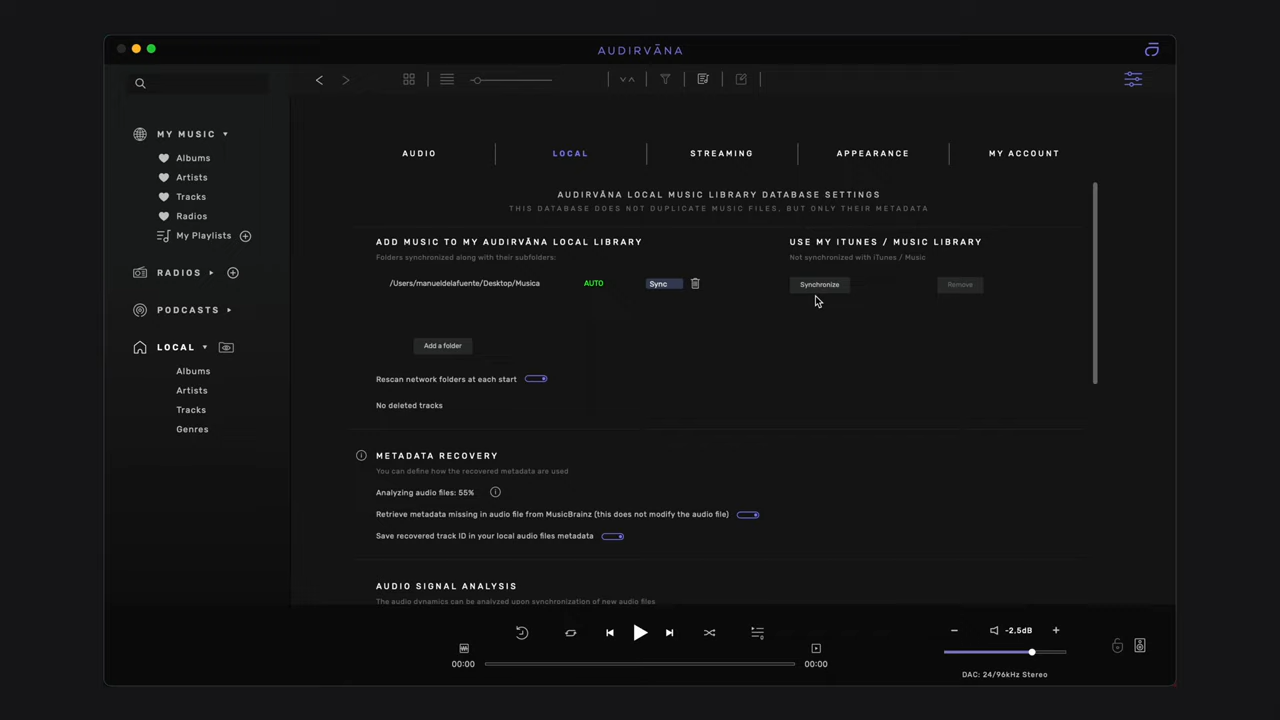 AUDIRVĀNA
MY MUSIC
Albums
Artists
Tracks
Radios
My Playlists
RADIOS
PODCASTS
LOCAL
Albums
Artists
Tracks
Genres
AUDIO
LOCAL
STREAMING
APPEARANCE
MY ACCOUNT
AUDIRVĀNA LOCAL MUSIC LIBRARY DATABASE SETTINGS
THIS DATABASE DOES NOT DUPLICATE MUSIC FILES, BUT ONLY THEIR METADATA
ADD MUSIC TO MY AUDIRVĀNA LOCAL LIBRARY
Folders synchronized along with their subfolders:
/Users/manueldelafuente/Desktop/Musica
AUTO
Sync
Add a folder
Rescan network folders at each start
No deleted tracks
USE MY ITUNES / MUSIC LIBRARY
Not synchronized with iTunes / Music
Synchronize
Remove
METADATA RECOVERY
You can define how the recovered metadata are used
Analyzing audio files: 55%
Retrieve metadata missing in audio file from MusicBrainz (this does not modify the audio file)
Save recovered track ID in your local audio files metadata
AUDIO SIGNAL ANALYSIS
The audio dynamics can be analyzed upon synchronization of new audio files
00:00
00:00
-2.5dB
DAC: 24/96kHz Stereo